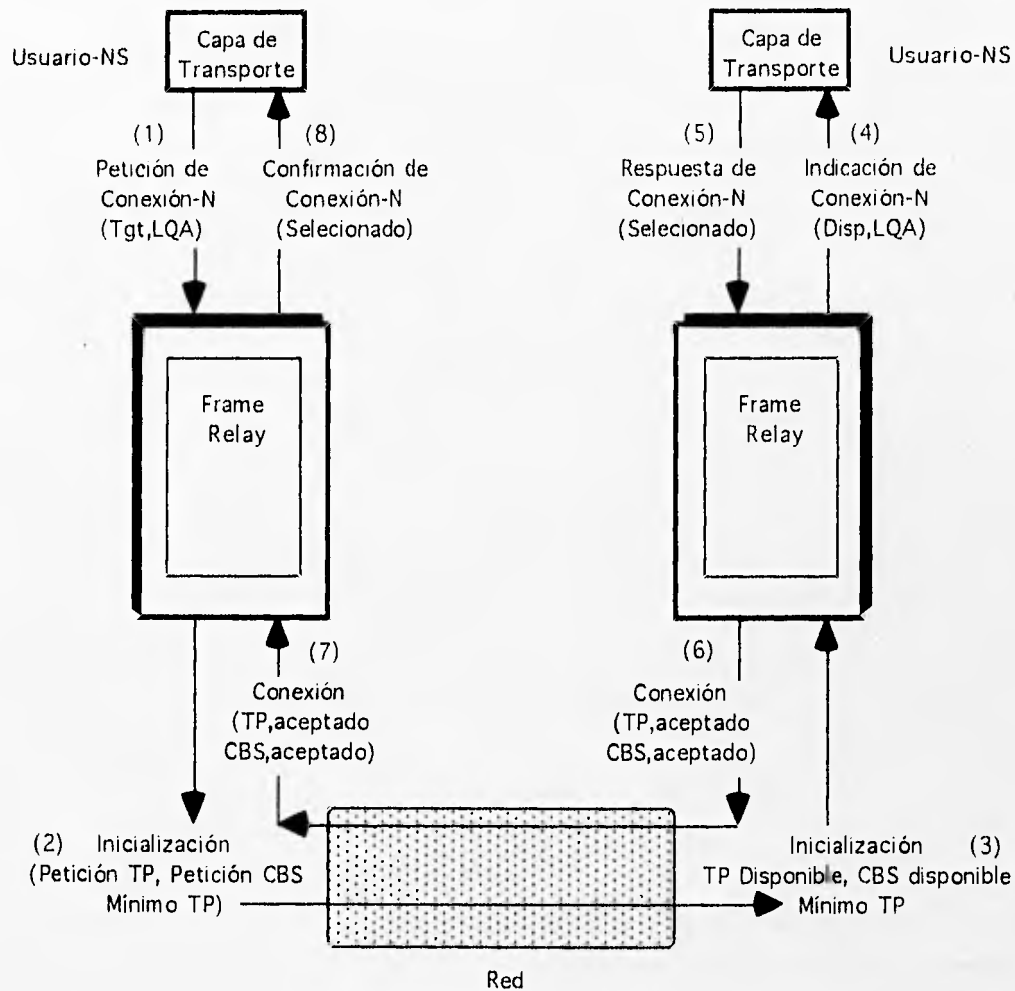 Usuario-NS
Capa de
Transporte
Capa de
Transporte
Usuario-NS
(1)
Petición de
Conexión-N
(Tgt,LQA)
(8)
Confirmación de
Conexión-N
(Selecionado)
(5)
Respuesta de
Conexión-N
(Selecionado)
(4)
Indicación de
Conexión-N
(Disp,LQA)
Frame
Relay
Frame
Relay
(7)
Conexión
(TP,aceptado
CBS,aceptado)
(6)
Conexión
(TP,aceptado
CBS,aceptado)
(2) Inicialización
(Petición TP, Petición CBS
Mínimo TP)
Inicialización (3)
TP Disponible, CBS disponible
Mínimo TP
Red